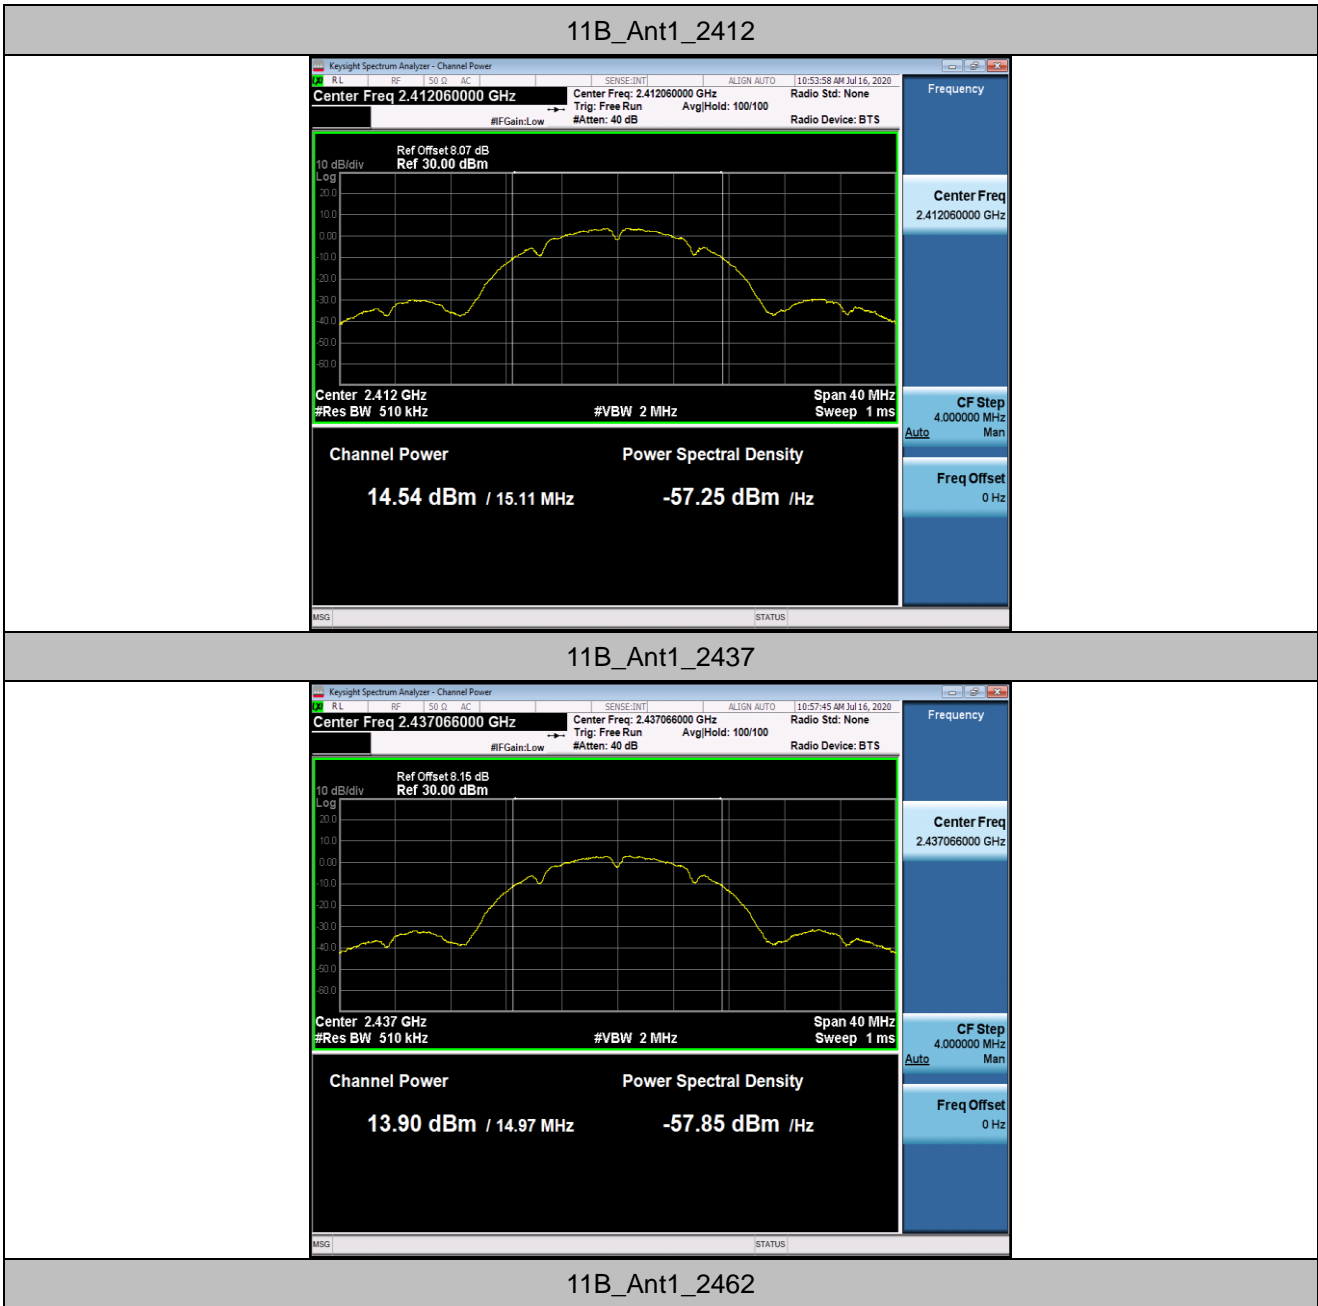 11B_Ant1_2412
Keysight Spectrum Analyzer - Channel Power
RL RF 50 Ω AC SENSE:INT ALIGN AUTO 10:53:58 AM Jul 16, 2020
Center Freq 2.412060000 GHz
Center Freq: 2.412060000 GHz Radio Std: None
Trig: Free Run Avg|Hold: 100/100
#IFGain:Low #Atten: 40 dB Radio Device: BTS
Frequency
Ref Offset 8.07 dB
10 dB/div Ref 30.00 dBm
Log
20.0
10.0
0.00
-10.0
-20.0
-30.0
-40.0
-50.0
-60.0
Center 2.412 GHz Span 40 MHz
#Res BW 510 kHz #VBW 2 MHz Sweep 1 ms
Channel Power Power Spectral Density
14.54 dBm / 15.11 MHz -57.25 dBm /Hz
Center Freq
2.412060000 GHz
CF Step
4.000000 MHz
Auto Man
Freq Offset
0 Hz
MSG STATUS
11B_Ant1_2437
Keysight Spectrum Analyzer - Channel Power
RL RF 50 Ω AC SENSE:INT ALIGN AUTO 10:57:45 AM Jul 16, 2020
Center Freq 2.437066000 GHz
Center Freq: 2.437066000 GHz Radio Std: None
Trig: Free Run Avg|Hold: 100/100
#IFGain:Low #Atten: 40 dB Radio Device: BTS
Frequency
Ref Offset 8.15 dB
10 dB/div Ref 30.00 dBm
Log
20.0
10.0
0.00
-10.0
-20.0
-30.0
-40.0
-50.0
-60.0
Center 2.437 GHz Span 40 MHz
#Res BW 510 kHz #VBW 2 MHz Sweep 1 ms
Channel Power Power Spectral Density
13.90 dBm / 14.97 MHz -57.85 dBm /Hz
Center Freq
2.437066000 GHz
CF Step
4.000000 MHz
Auto Man
Freq Offset
0 Hz
MSG STATUS
11B_Ant1_2462